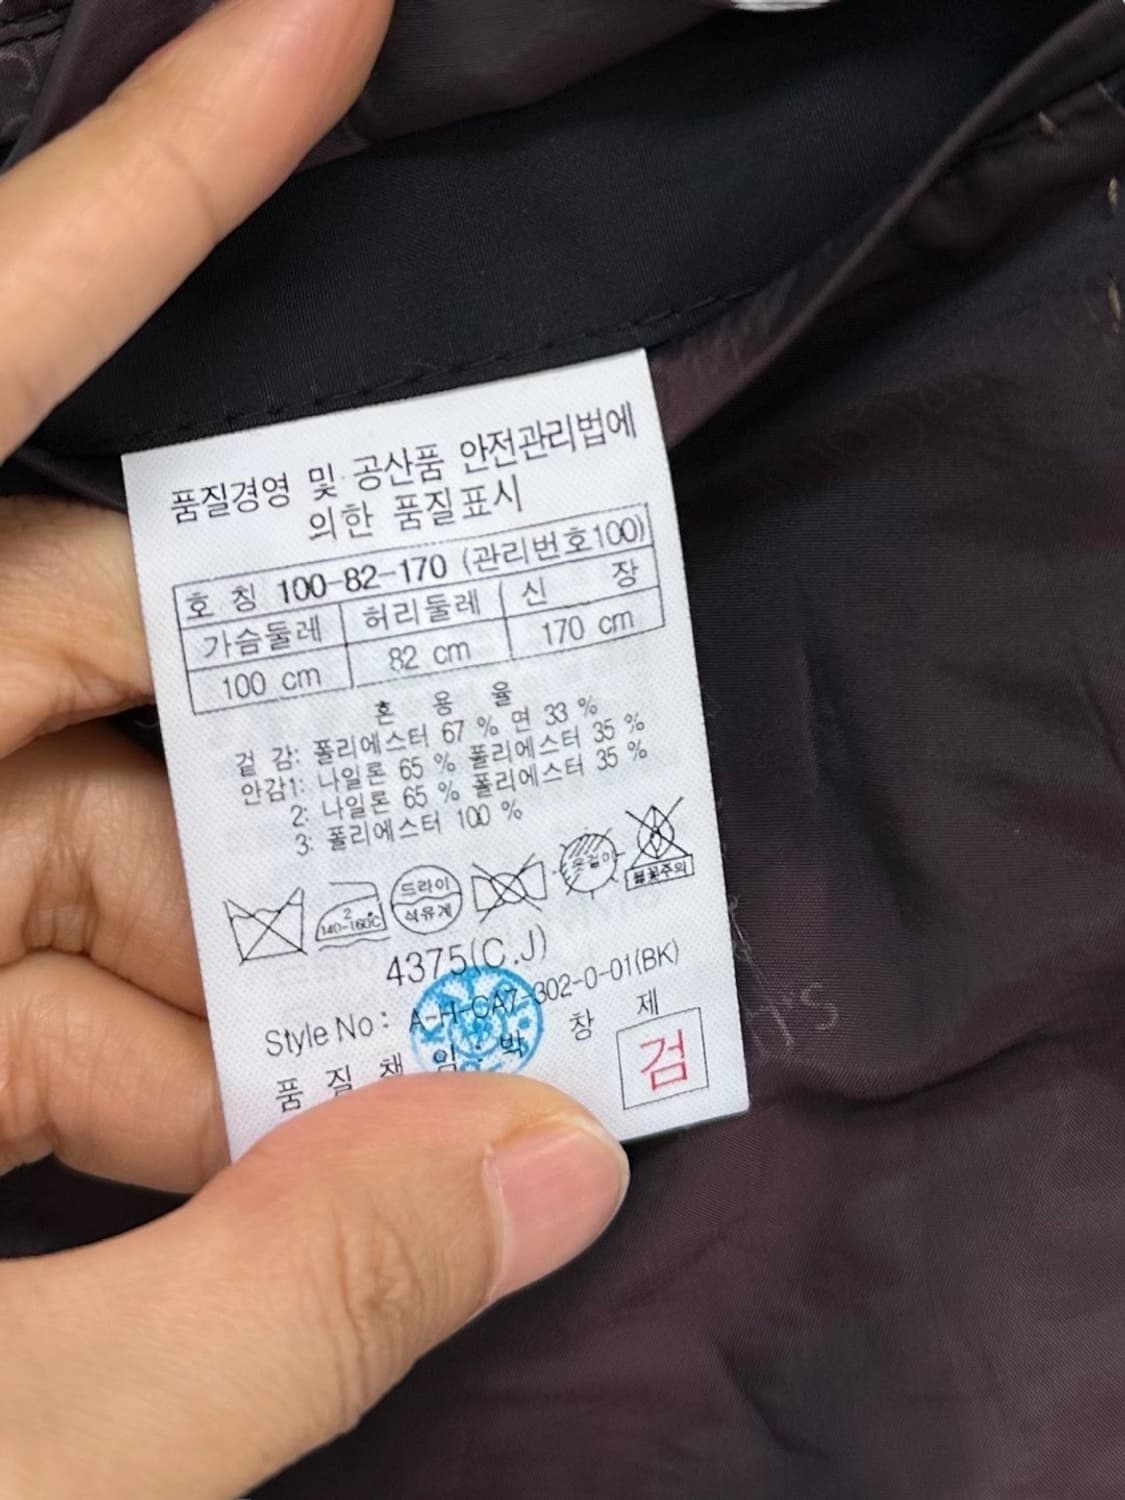 품질경영 및 공산품 안전관리법에
의한 품질표시
호 칭 100-82-170 (관리번호100)
가슴둘레 허리둘레 신 장
100 cm 82 cm 170 cm
혼 용 율
겉 감: 폴리에스터 67 % 면 33 %
안감1: 나일론 65 % 폴리에스터 35 %
2: 나일론 65 % 폴리에스터 35 %
3: 폴리에스터 100 %
2
140-160℃
드라이
석유계
옷걸이
불꽃주의
4375(C.J)
Style No: A-H-CA7-302-0-01(BK)
품 질 책 임 : 박 창 제
검